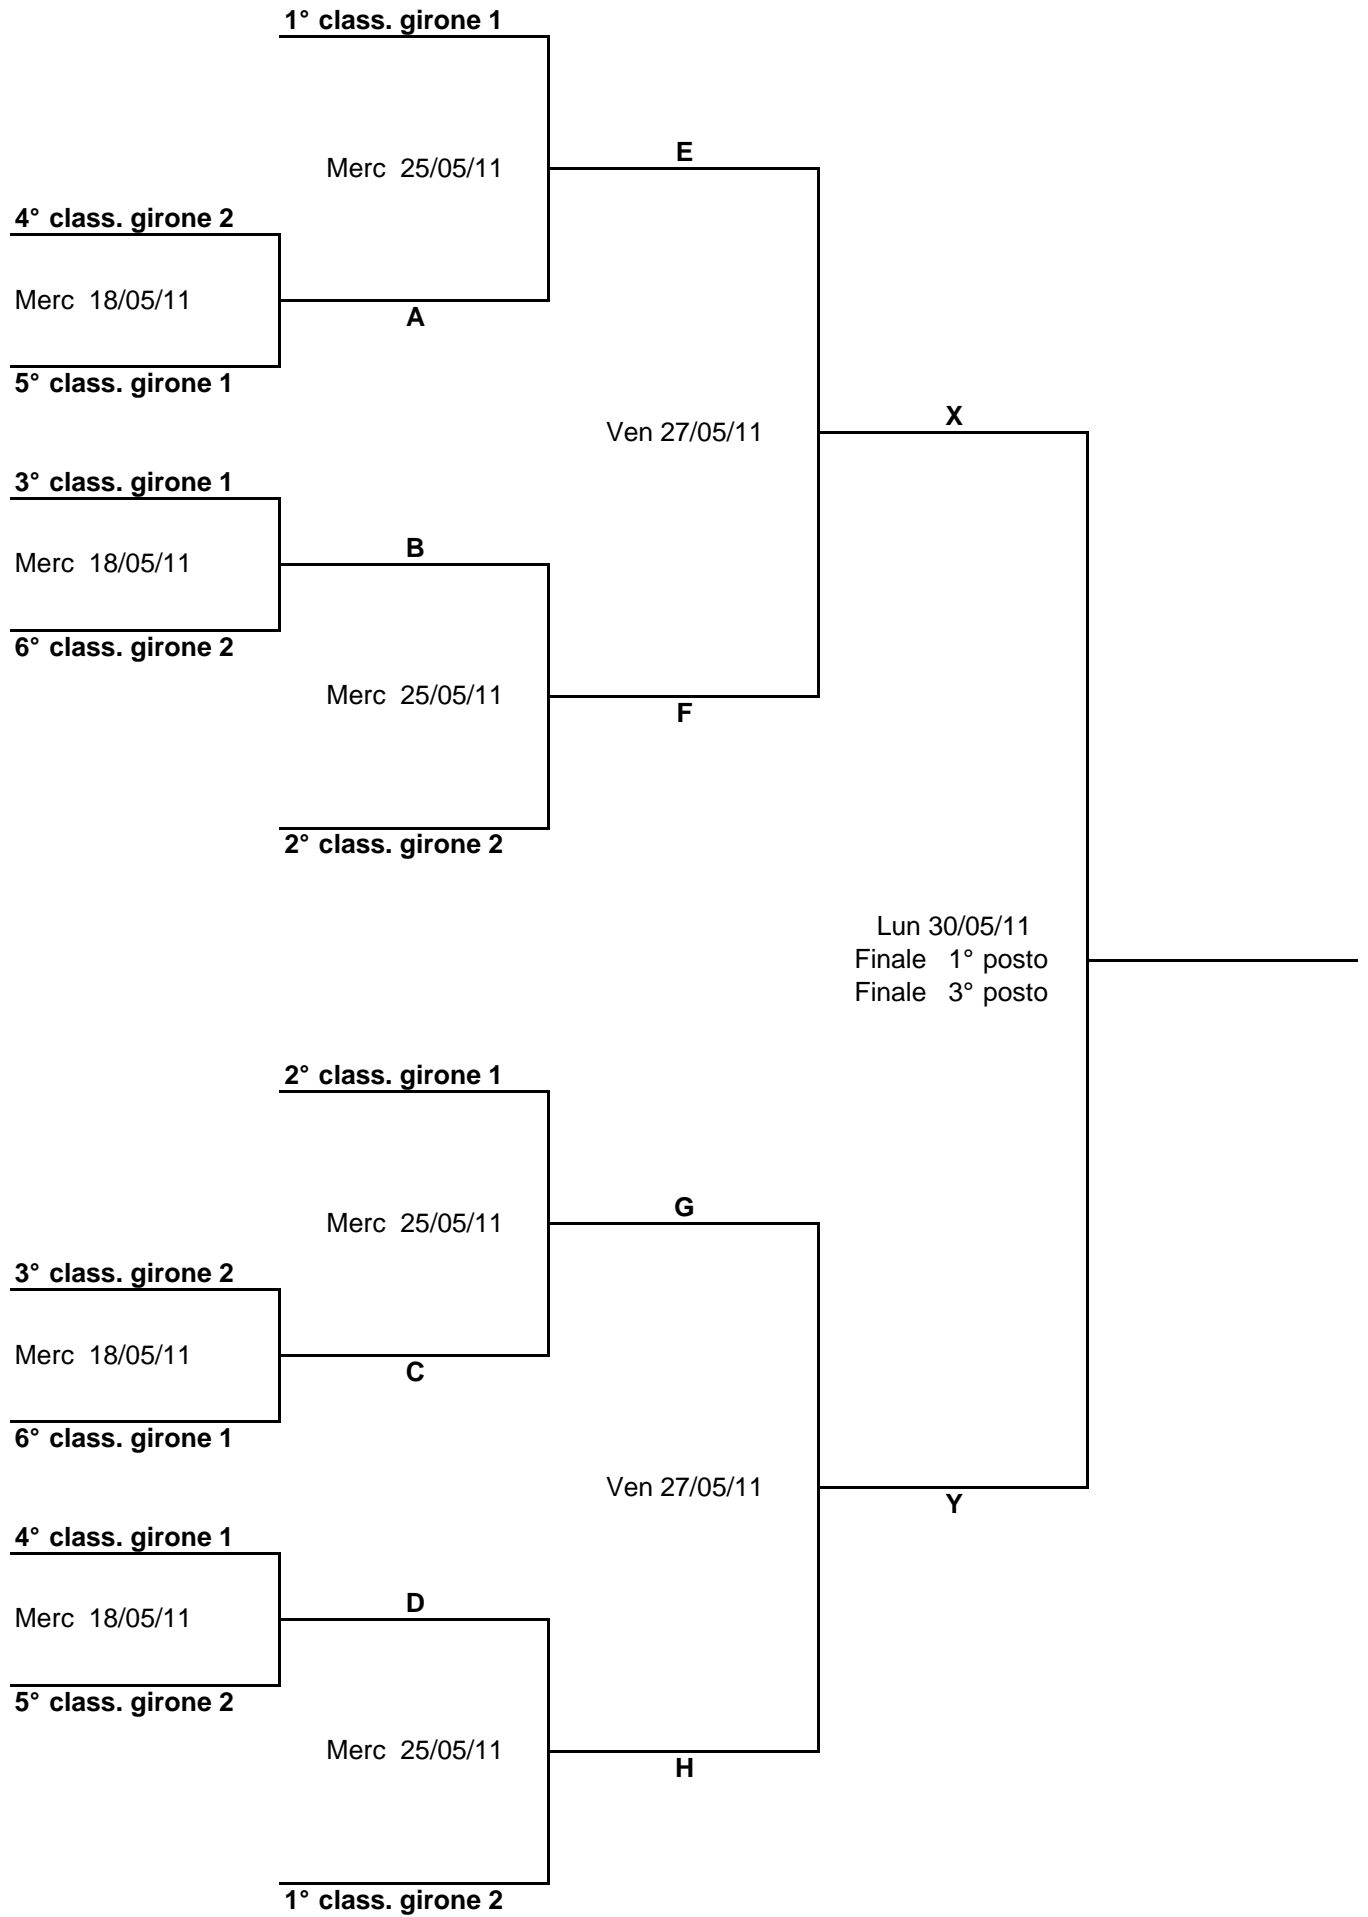 1° class. girone 1
E
Merc  25/05/11
4° class. girone 2
Merc  18/05/11
A
5° class. girone 1
X
Ven 27/05/11
3° class. girone 1
B
Merc  18/05/11
6° class. girone 2
Merc  25/05/11
F
2° class. girone 2
Lun 30/05/11
Finale   1° posto
Finale   3° posto
2° class. girone 1
G
Merc  25/05/11
3° class. girone 2
Merc  18/05/11
C
6° class. girone 1
Ven 27/05/11
Y
4° class. girone 1
D
Merc  18/05/11
5° class. girone 2
Merc  25/05/11
H
1° class. girone 2